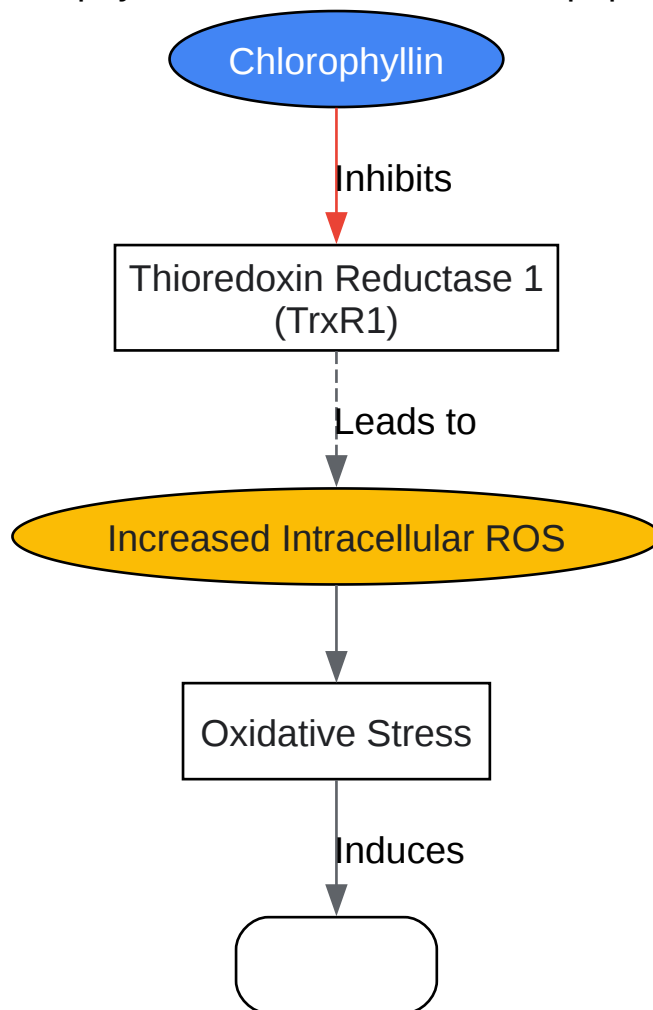 Chlorophyllin
Inhibits
Thioredoxin Reductase 1
(TrxR1)
Leads to
Increased Intracellular ROS
Oxidative Stress
Induces